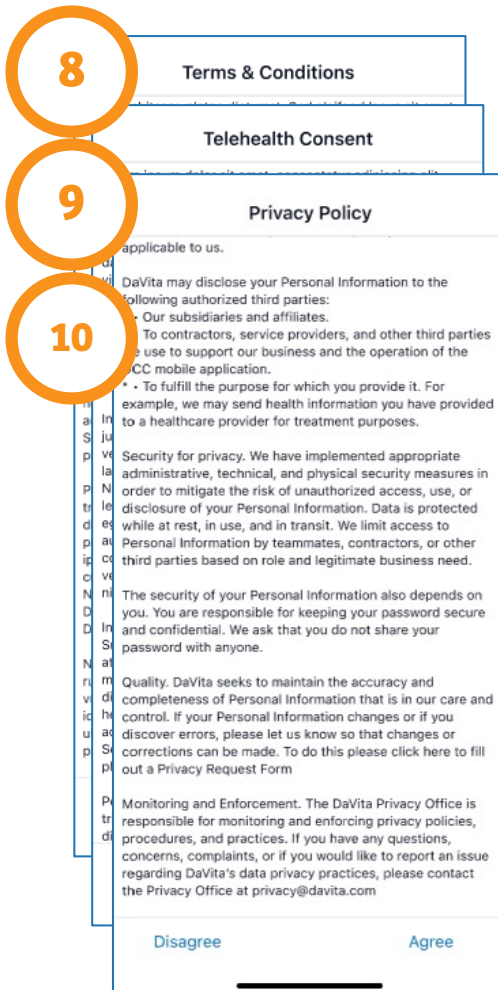 8
Terms & Conditions
9
Telehealth Consent
10
Privacy Policy
applicable to us.
DaVita may disclose your Personal Information to the
following authorized third parties:
• Our subsidiaries and affiliates.
To contractors, service providers, and other third parties
use to support our business and the operation of the
mobile application.
* • To fulfill the purpose for which you provide it. For
example, we may send health information you have provided
to a healthcare provider for treatment purposes.
Security for privacy. We have implemented appropriate
administrative, technical, and physical security measures in
order to mitigate the risk of unauthorized access, use, or
disclosure of your Personal Information. Data is protected
while at rest, in use, and in transit. We limit access to
Personal Information by teammates, contractors, or other
third parties based on role and legitimate business need.
The security of your Personal Information also depends on
you. You are responsible for keeping your password secure
and confidential. We ask that you do not share your
password with anyone.
Quality. DaVita seeks to maintain the accuracy and
completeness of Personal Information that is in our care and
control. If your Personal Information changes or if you
discover errors, please let us know so that changes or
corrections can be made. To do this please click here to fill
out a Privacy Request Form
Monitoring and Enforcement. The DaVita Privacy Office is
responsible for monitoring and enforcing privacy policies,
procedures, and practices. If you have any questions,
concerns, complaints, or if you would like to report an issue
regarding DaVita's data privacy practices, please contact
the Privacy Office at privacy@davita.com
Disagree Agree